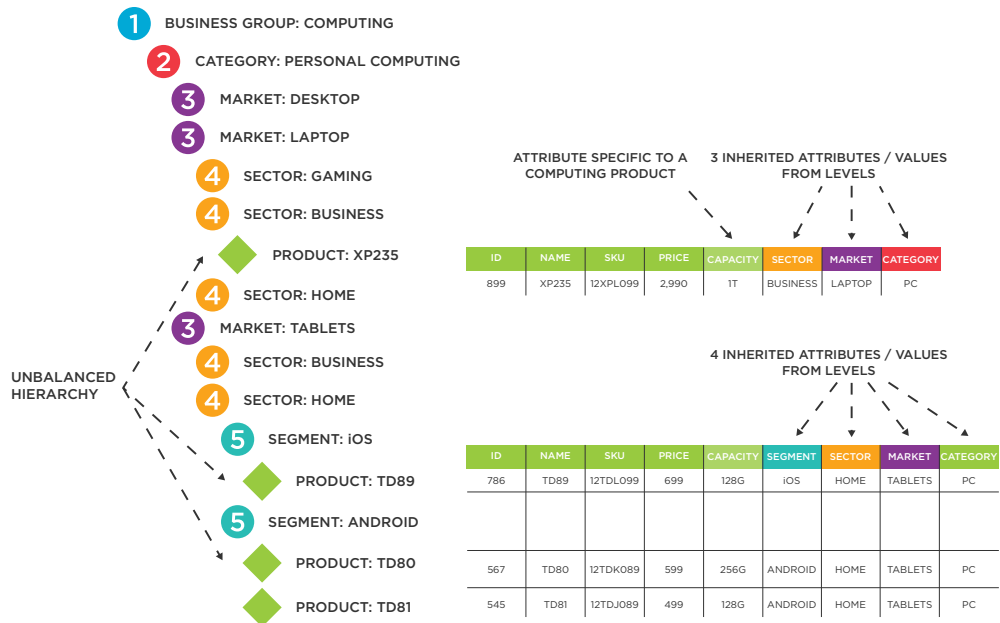 1 BUSINESS GROUP: COMPUTING
2 CATEGORY: PERSONAL COMPUTING
3 MARKET: DESKTOP
3 MARKET: LAPTOP
4 SECTOR: GAMING
4 SECTOR: BUSINESS
PRODUCT: XP235
4 SECTOR: HOME
3 MARKET: TABLETS
4 SECTOR: BUSINESS
4 SECTOR: HOME
5 SEGMENT: iOS
PRODUCT: TD89
5 SEGMENT: ANDROID
PRODUCT: TD80
PRODUCT: TD81
UNBALANCED
HIERARCHY
ATTRIBUTE SPECIFIC TO A
COMPUTING PRODUCT
3 INHERITED ATTRIBUTES / VALUES
FROM LEVELS
ID NAME SKU PRICE CAPACITY SECTOR MARKET CATEGORY
899 XP235 12XPL099 2,990 1T BUSINESS LAPTOP PC
4 INHERITED ATTRIBUTES / VALUES
FROM LEVELS
ID NAME SKU PRICE CAPACITY SEGMENT SECTOR MARKET CATEGORY
786 TD89 12TDL099 699 128G iOS HOME TABLETS PC
567 TD80 12TDK089 599 256G ANDROID HOME TABLETS PC
545 TD81 12TDJ089 499 128G ANDROID HOME TABLETS PC